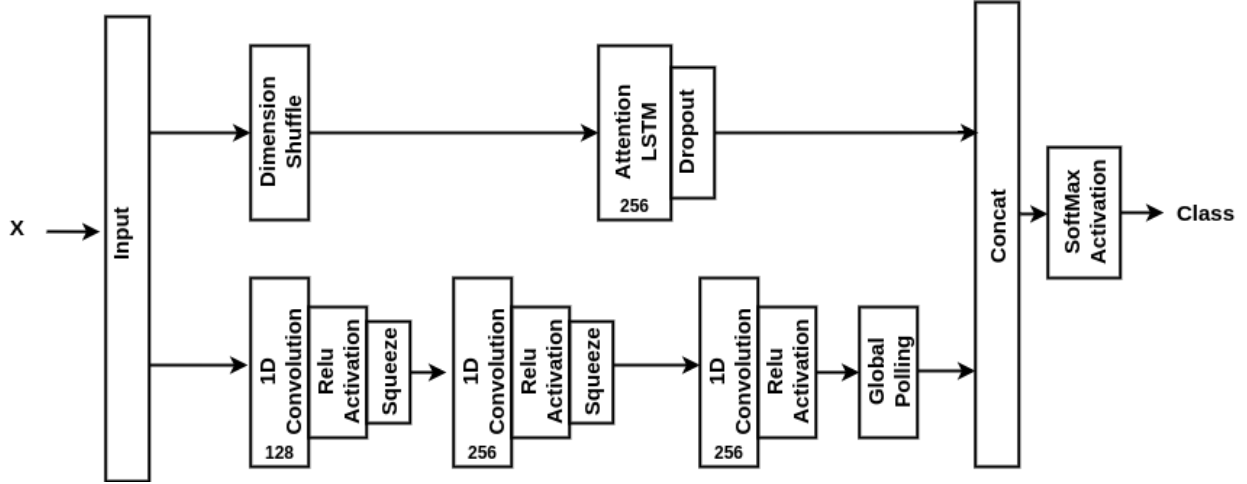 X
Input
Dimension
Shuffle
Attention
LSTM
256
Dropout
1D
Convolution
128
Relu
Activation
Squeeze
1D
Convolution
256
Relu
Activation
Squeeze
1D
Convolution
256
Relu
Activation
Global
Polling
Concat
SoftMax
Activation
Class